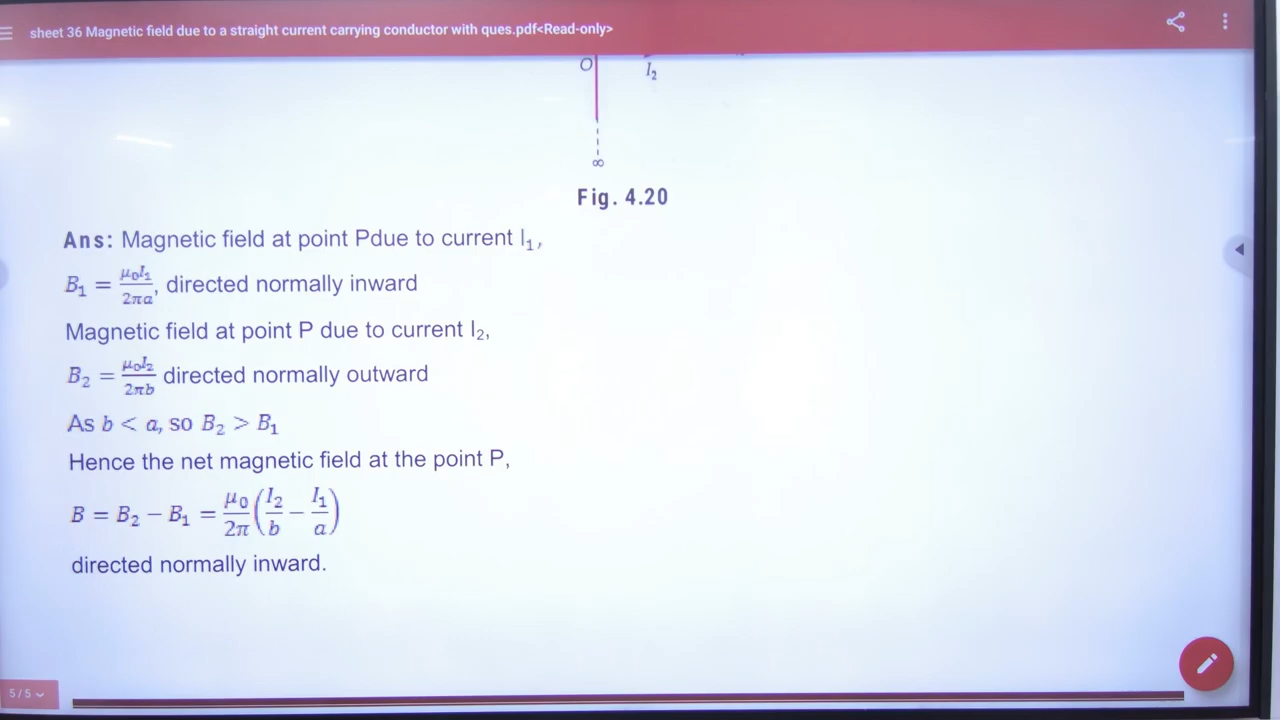 sheet 36 Magnetic field due to a straight current carrying conductor with ques.pdf<Read-only>
O
I₂
∞
Fig. 4.20
Ans: Magnetic field at point Pdue to current I₁,
B₁ = μ₀I₁/2πa, directed normally inward
Magnetic field at point P due to current I₂,
B₂ = μ₀I₂/2πb directed normally outward
As b < a, so B₂ > B₁
Hence the net magnetic field at the point P,
B = B₂ − B₁ = μ₀/2π (I₂/b − I₁/a)
directed normally inward.
5/5